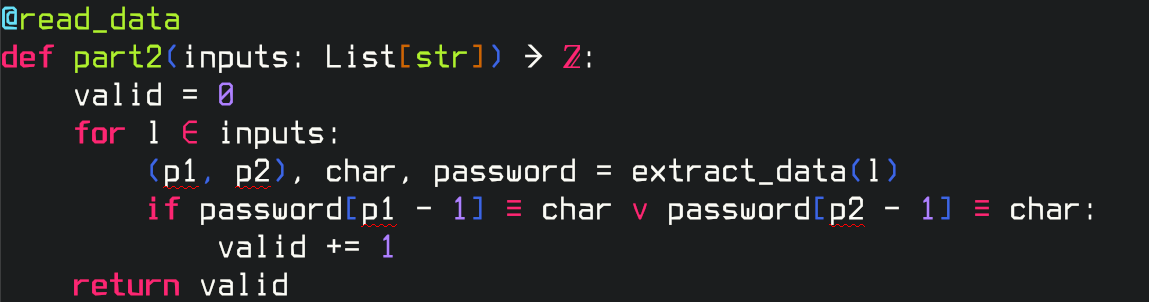 @read_data
def part2(inputs: List[str]) → ℤ:
    valid = 0
    for l ∈ inputs:
        (p1, p2), char, password = extract_data(l)
        if password[p1 - 1] ≡ char ∨ password[p2 - 1] ≡ char:
            valid += 1
    return valid